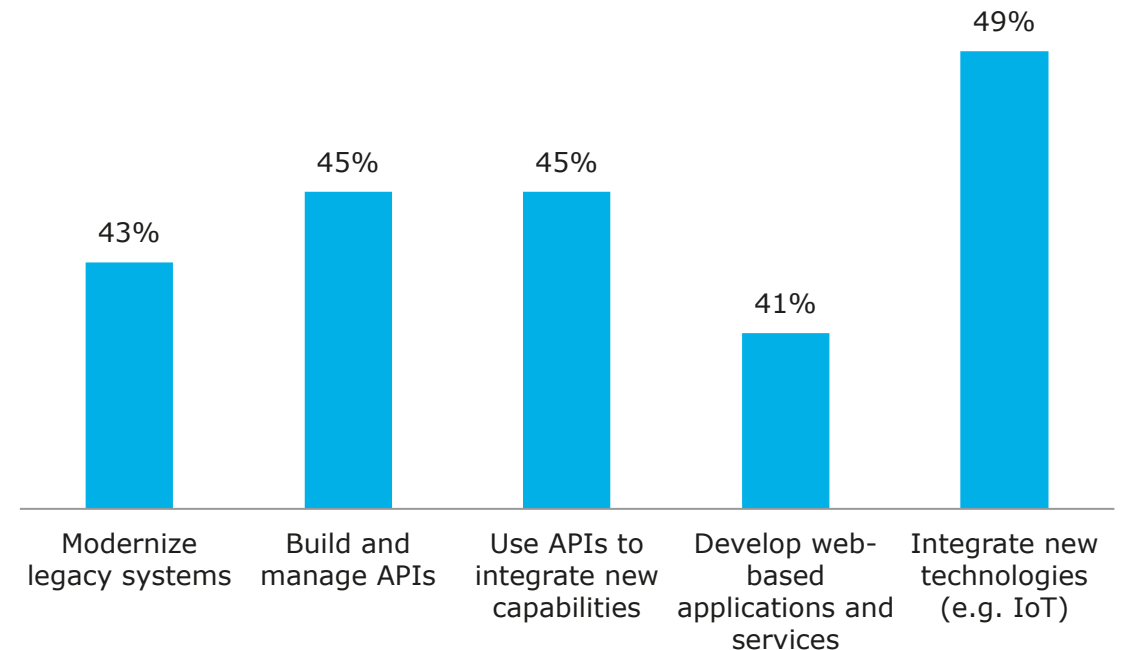 49%
45%
45%
43%
41%
Modernize
legacy systems
Build and
manage APIs
Use APIs to
integrate new
capabilities
Develop web-
based
applications and
services
Integrate new
technologies
(e.g. IoT)